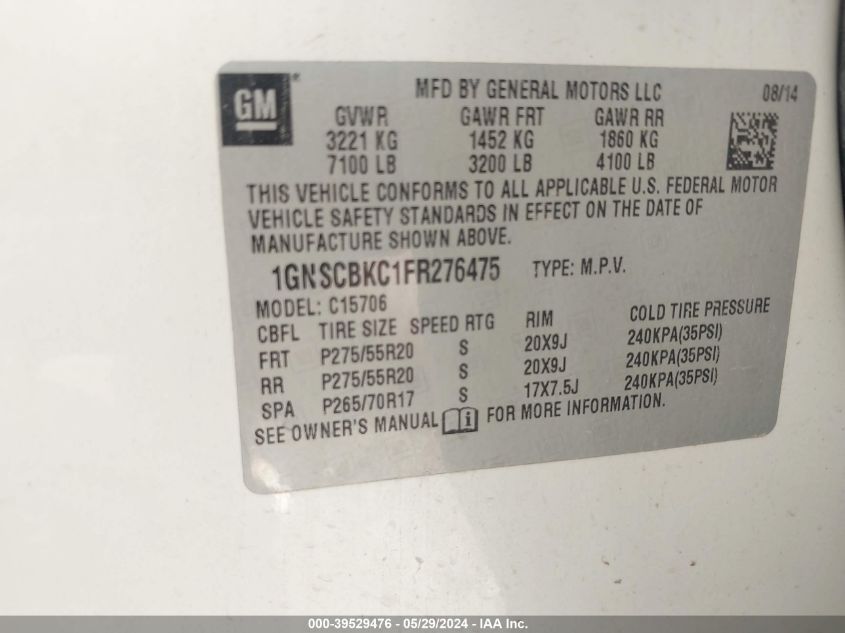 GM
MFD BY GENERAL MOTORS LLC 08/14
GVWR GAWR FRT GAWR RR
3221 KG 1452 KG 1860 KG
7100 LB 3200 LB 4100 LB
THIS VEHICLE CONFORMS TO ALL APPLICABLE U.S. FEDERAL MOTOR
VEHICLE SAFETY STANDARDS IN EFFECT ON THE DATE OF
MANUFACTURE SHOWN ABOVE.
1GNSCBKC1FR276475 TYPE: M.P.V.
MODEL: C15706
CBFL TIRE SIZE SPEED RTG RIM COLD TIRE PRESSURE
FRT P275/55R20 S 20X9J 240KPA(35PSI)
RR P275/55R20 S 20X9J 240KPA(35PSI)
SPA P265/70R17 S 17X7.5J 240KPA(35PSI)
SEE OWNER'S MANUAL FOR MORE INFORMATION.
000-39529476 - 05/29/2024 - IAA Inc.